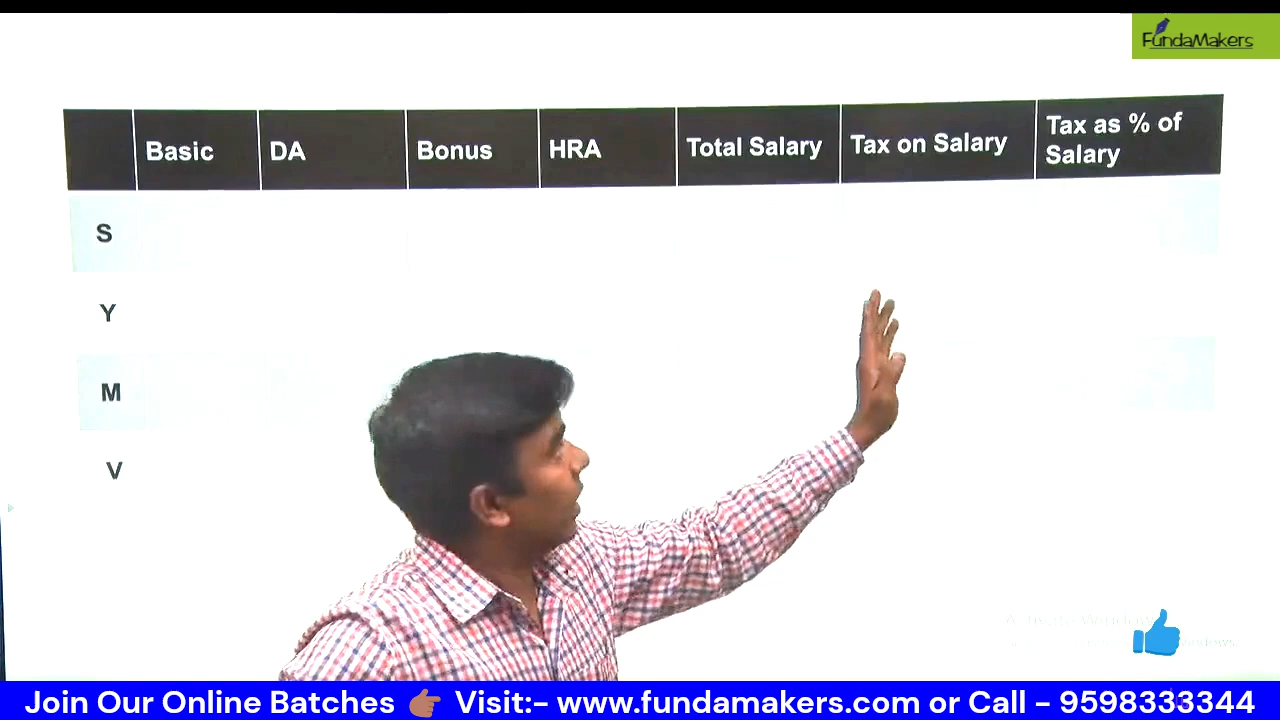 FundaMakers
Basic DA Bonus HRA Total Salary Tax on Salary Tax as % of Salary
S
Y
M
V
Join Our Online Batches Visit:- www.fundamakers.com or Call - 9598333344